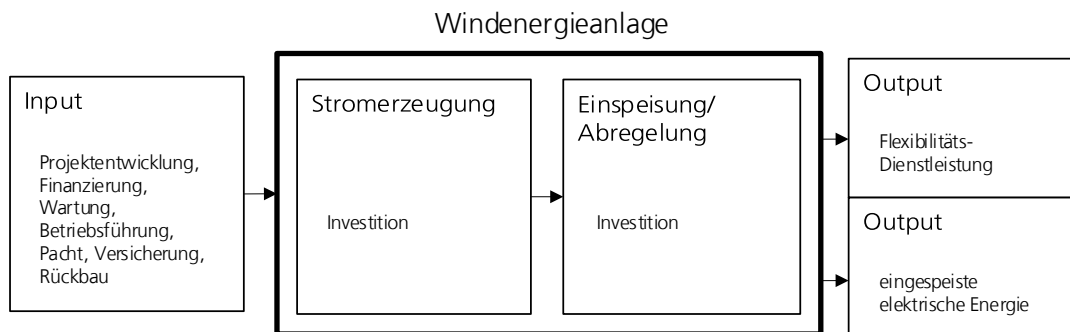 Windenergieanlage
Input
Projektentwicklung,
Finanzierung,
Wartung,
Betriebsführung,
Pacht, Versicherung,
Rückbau
Stromerzeugung
Investition
Einspeisung/
Abregelung
Investition
Output
Flexibilitäts-
Dienstleistung
Output
eingespeiste
elektrische Energie